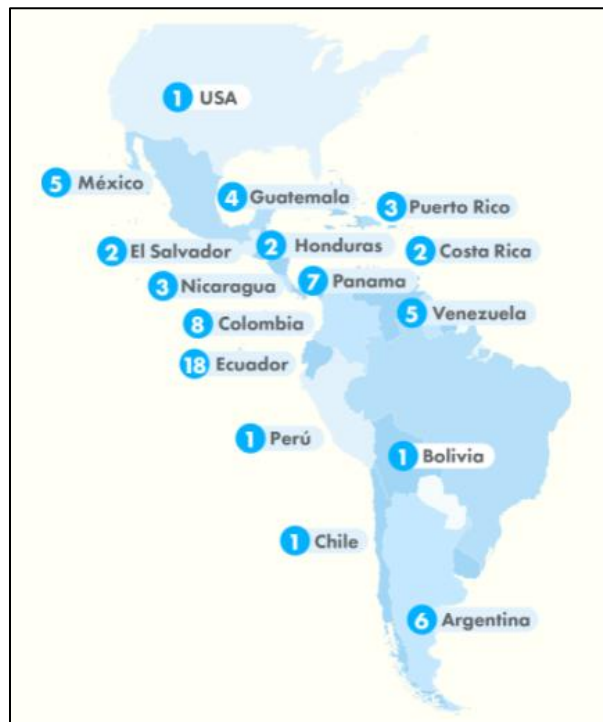 1 USA
5 México
4 Guatemala
3 Puerto Rico
2 El Salvador
2 Honduras
2 Costa Rica
3 Nicaragua
7 Panama
8 Colombia
5 Venezuela
18 Ecuador
1 Perú
1 Bolivia
1 Chile
6 Argentina